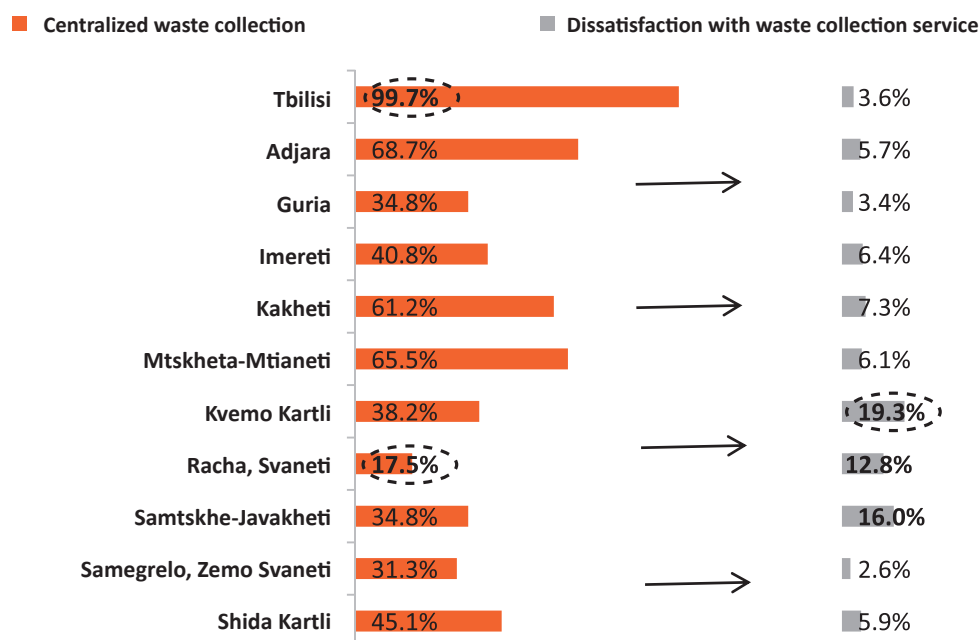 Centralized waste collection Dissatisfaction with waste collection service
Tbilisi 99.7% 3.6%
Adjara 68.7% 5.7%
Guria 34.8% 3.4%
Imereti 40.8% 6.4%
Kakheti 61.2% 7.3%
Mtskheta-Mtianeti 65.5% 6.1%
Kvemo Kartli 38.2% 19.3%
Racha, Svaneti 17.5% 12.8%
Samtskhe-Javakheti 34.8% 16.0%
Samegrelo, Zemo Svaneti 31.3% 2.6%
Shida Kartli 45.1% 5.9%